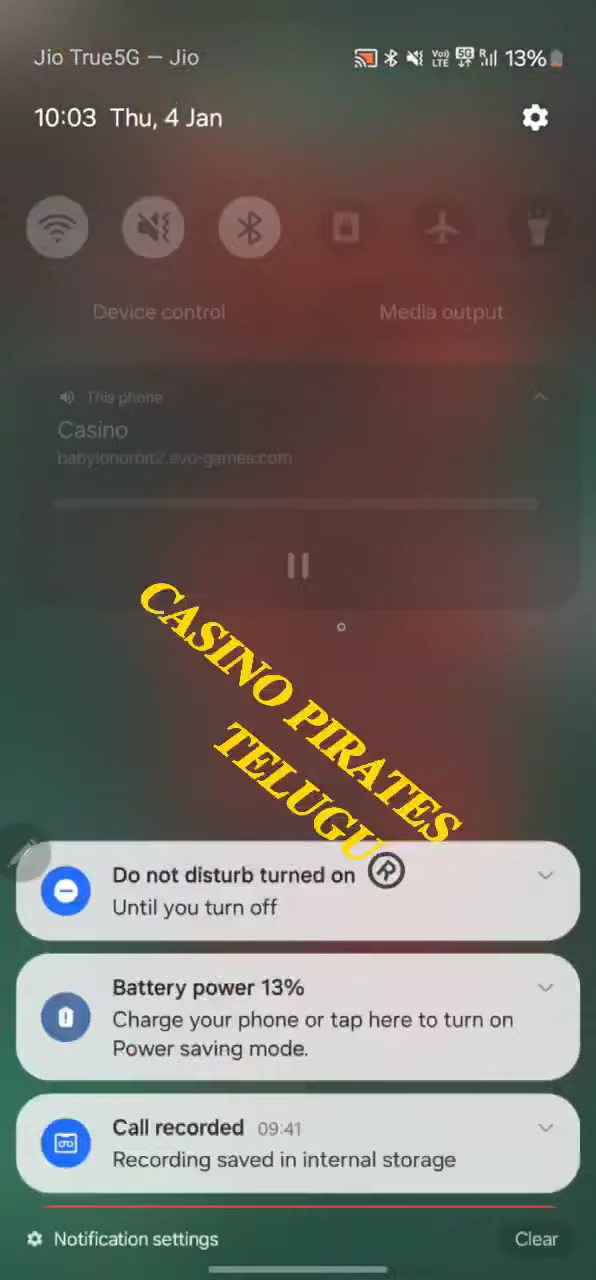 Jio True5G — Jio
Vo) LTE 5G R 13%
10:03 Thu, 4 Jan
Device control
Media output
This phone
Casino
babylonorbit2.evo-games.com
CASINO PIRATES
TELUGU®
Do not disturb turned on
Until you turn off
Battery power 13%
Charge your phone or tap here to turn on
Power saving mode.
Call recorded 09:41
Recording saved in internal storage
Notification settings
Clear